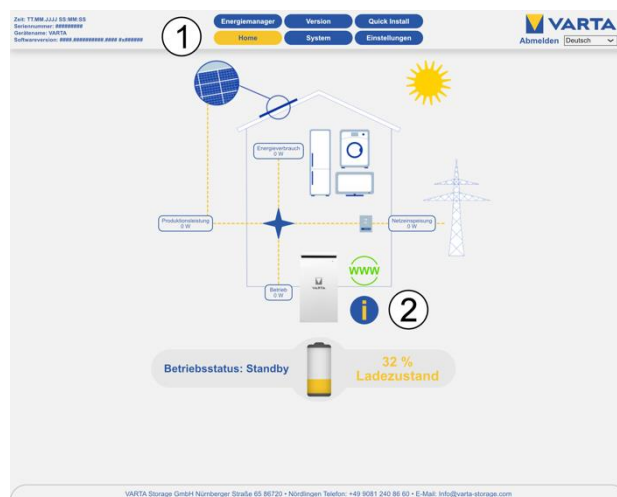 Zeit: TT.MM.JJJJ SS:MM:SS
Seriennummer: #########
Gerätename: VARTA
Softwareversion: ####.##########.#### #s######
1
Energiemanager
Version
Quick Install
Home
System
Einstellungen
VARTA
Abmelden
Deutsch
Energieverbrauch
0 W
Produktionsleistung
0 W
Netzeinspeisung
0 W
Betrieb
0 W
VARTA
www
i
2
Betriebsstatus: Standby
32 %
Ladezustand
VARTA Storage GmbH Nürnberger Straße 65 86720 • Nördlingen Telefon: +49 9081 240 86 60 • E-Mail: Info@varta-storage.com